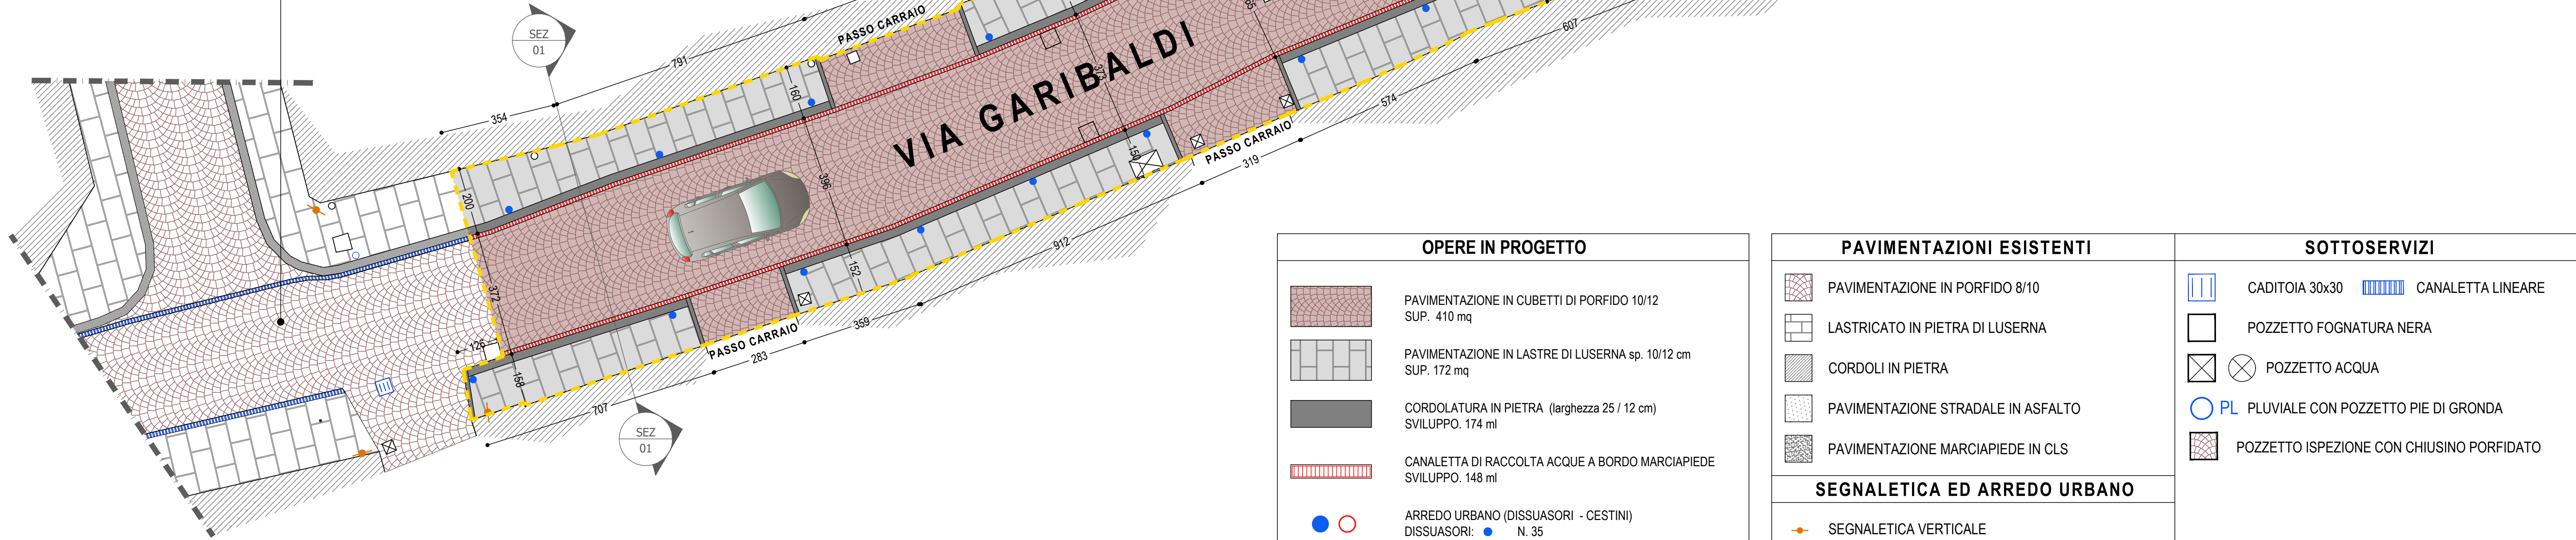 SEZ
01
354
791
PASSO CARRAIO
160
200
396
372
126
158
152
VIA GARIBALDI
373
150
PASSO CARRAIO
319
574
607
912
359
PASSO CARRAIO
283
707
SEZ
01
OPERE IN PROGETTO
PAVIMENTAZIONE IN CUBETTI DI PORFIDO 10/12
SUP. 410 mq
PAVIMENTAZIONE IN LASTRE DI LUSERNA sp. 10/12 cm
SUP. 172 mq
CORDOLATURA IN PIETRA (larghezza 25 / 12 cm)
SVILUPPO. 174 ml
CANALETTA DI RACCOLTA ACQUE A BORDO MARCIAPIEDE
SVILUPPO. 148 ml
ARREDO URBANO (DISSUASORI - CESTINI)
DISSUASORI: N. 35
PAVIMENTAZIONI ESISTENTI
PAVIMENTAZIONE IN PORFIDO 8/10
LASTRICATO IN PIETRA DI LUSERNA
CORDOLI IN PIETRA
PAVIMENTAZIONE STRADALE IN ASFALTO
PAVIMENTAZIONE MARCIAPIEDE IN CLS
SEGNALETICA ED ARREDO URBANO
SEGNALETICA VERTICALE
SOTTOSERVIZI
CADITOIA 30x30 CANALETTA LINEARE
POZZETTO FOGNATURA NERA
POZZETTO ACQUA
PL PLUVIALE CON POZZETTO PIE DI GRONDA
POZZETTO ISPEZIONE CON CHIUSINO PORFIDATO